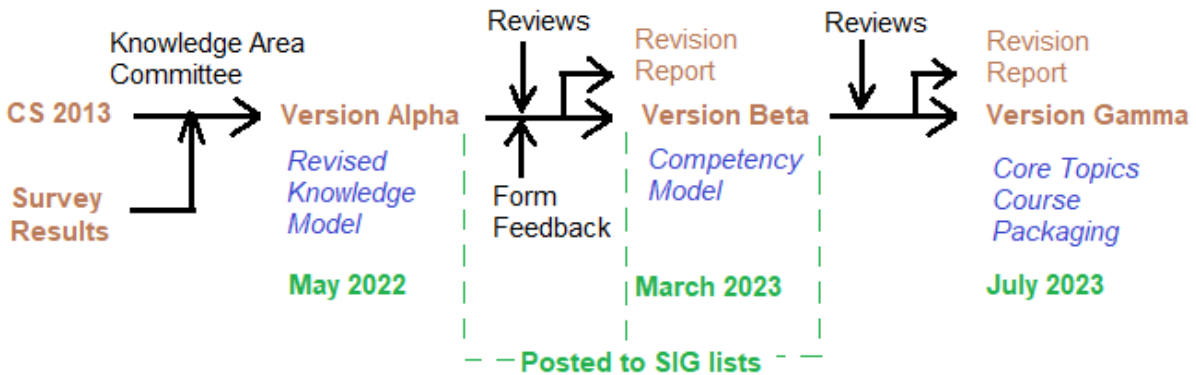 Reviews
Reviews
Knowledge Area
Committee
Revision
Report
Revision
Report
CS 2013
Version Alpha
Version Beta
Version Gamma
Revised
Knowledge
Model
Competency
Model
Core Topics
Course
Packaging
Survey
Results
Form
Feedback
May 2022
March 2023
July 2023
Posted to SIG lists